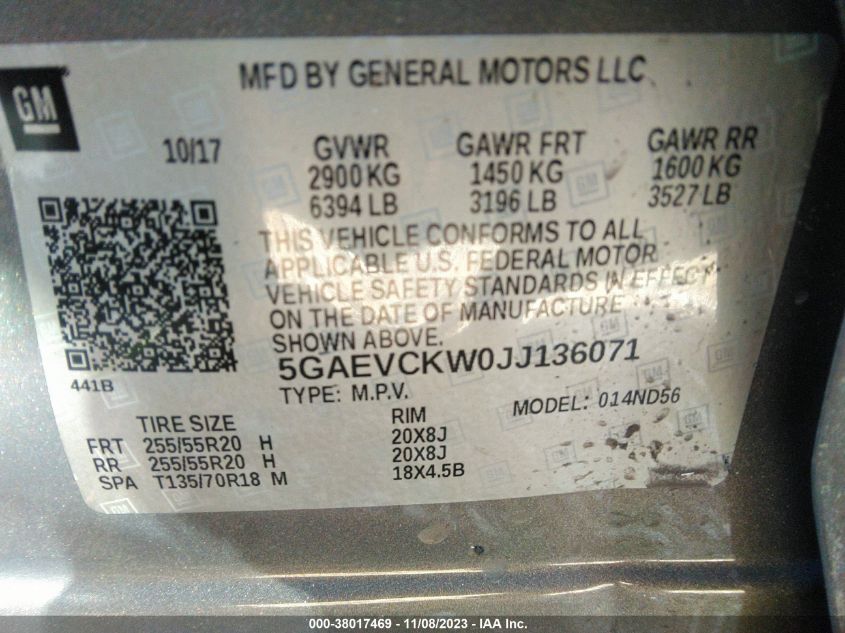 MFD BY GENERAL MOTORS LLC
GM
10/17
GVWR GAWR FRT GAWR RR
2900 KG 1450 KG 1600 KG
6394 LB 3196 LB 3527 LB
THIS VEHICLE CONFORMS TO ALL
APPLICABLE U.S. FEDERAL MOTOR
VEHICLE SAFETY STANDARDS IN EFFECT
ON THE DATE OF MANUFACTURE
SHOWN ABOVE.
441B
5GAEVCKW0JJ136071
TYPE: M.P.V. MODEL: 014ND56
TIRE SIZE RIM
FRT 255/55R20 H 20X8J
RR 255/55R20 H 20X8J
SPA T135/70R18 M 18X4.5B
000-38017469 - 11/08/2023 - IAA Inc.